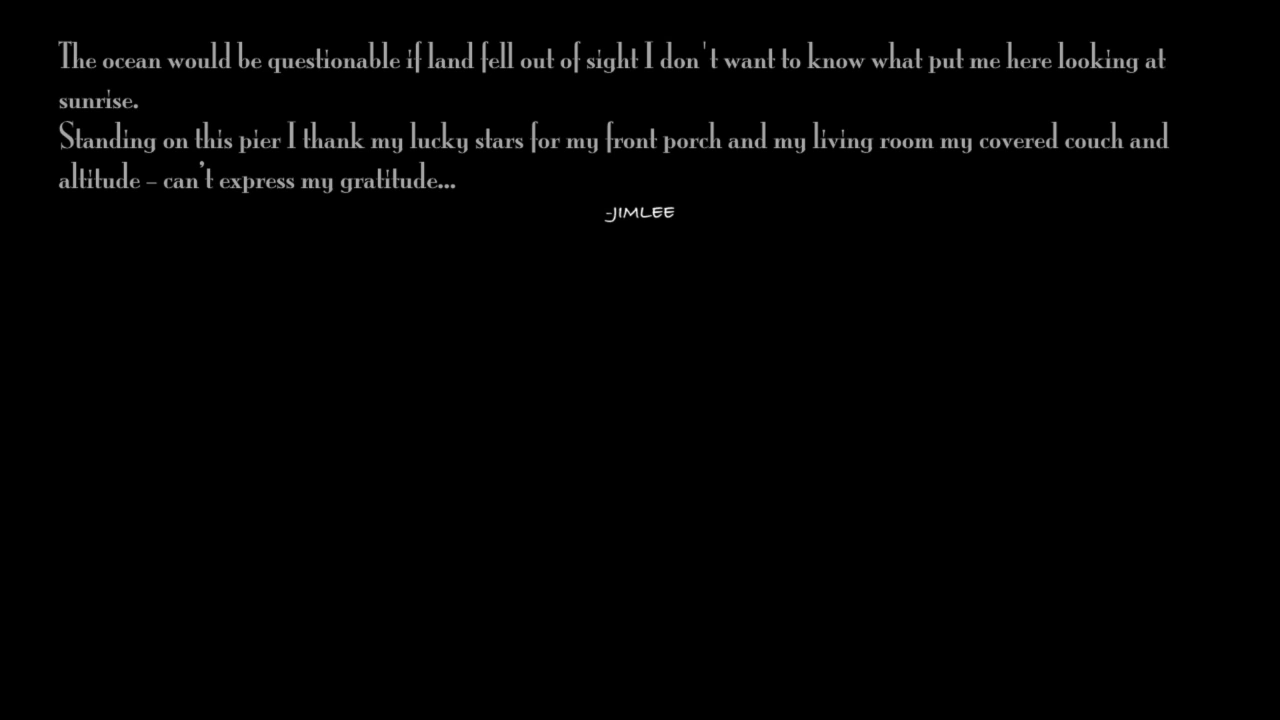 The ocean would be questionable if land fell out of sight I don't want to know what put me here looking at
sunrise.
Standing on this pier I thank my lucky stars for my front porch and my living room my covered couch and
altitude – can’t express my gratitude...
-JIMLEE